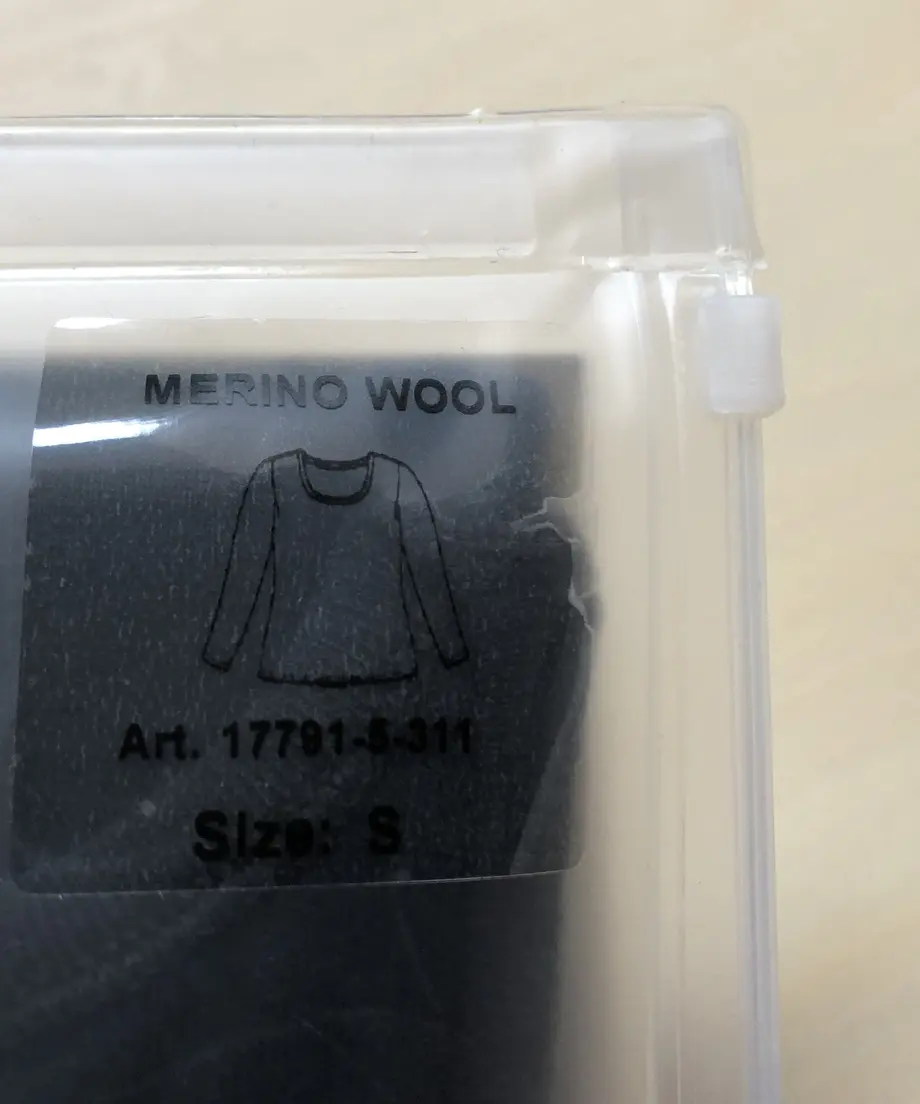 MERINO WOOL
Art. 17791-5-311
Size: S